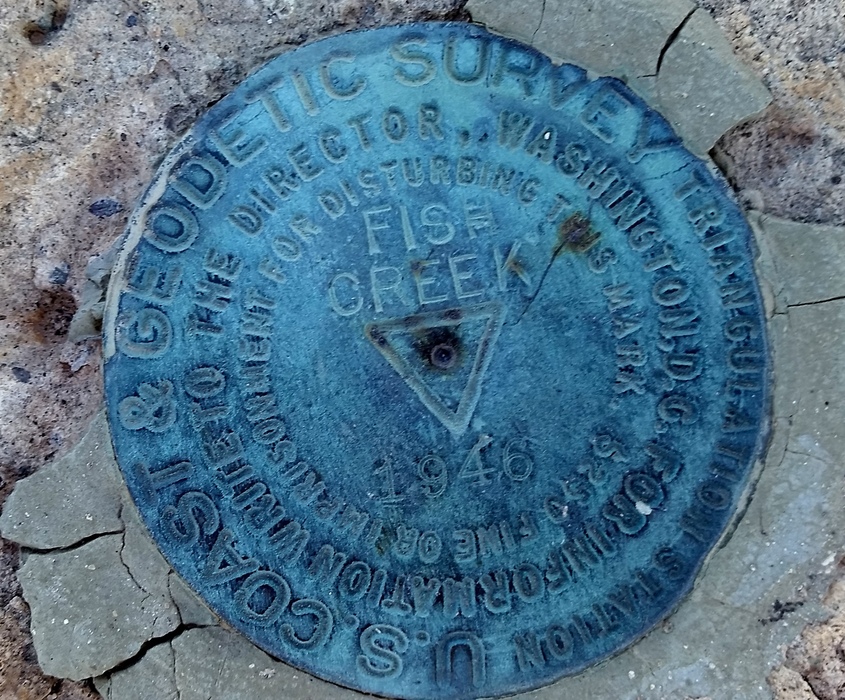 U.S. COAST & GEODETIC SURVEY TRIANGULATION STATION
FOR INFORMATION WRITE TO THE DIRECTOR, WASHINGTON, D.C.
$250 FINE OR IMPRISONMENT FOR DISTURBING THIS MARK
FISH
CREEK
1946